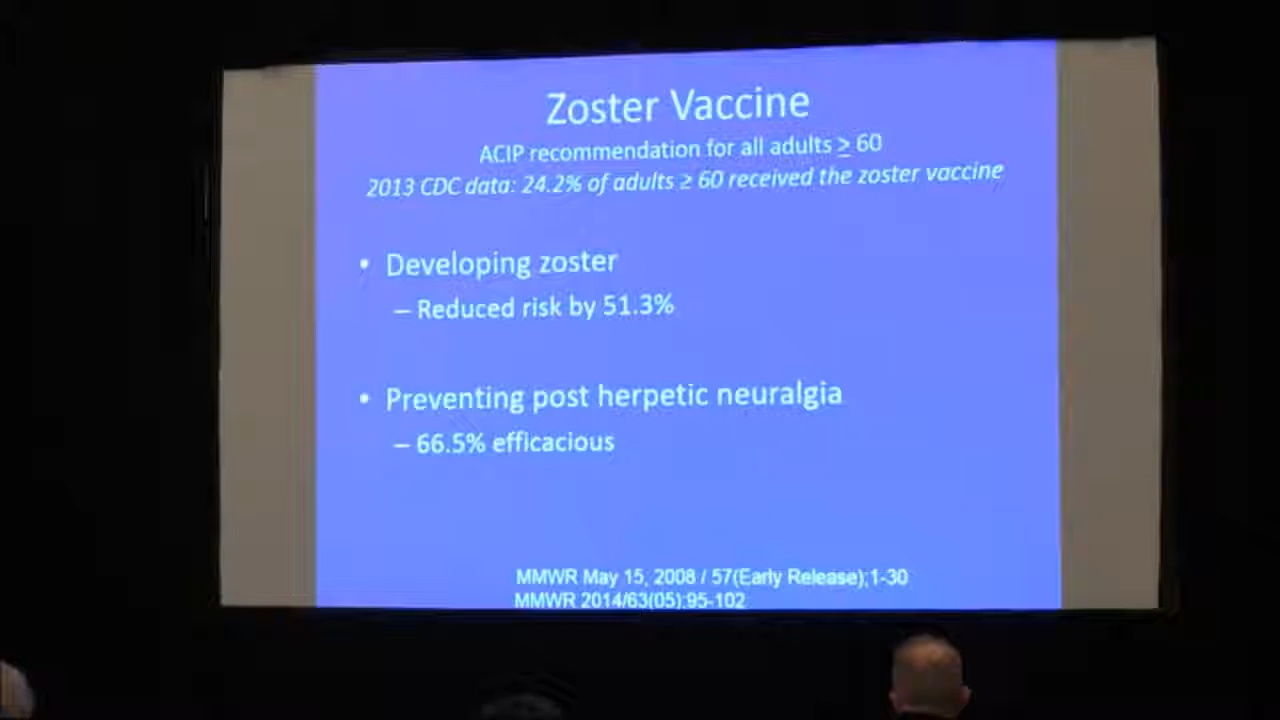 Zoster Vaccine
ACIP recommendation for all adults ≥ 60
2013 CDC data: 24.2% of adults ≥ 60 received the zoster vaccine
• Developing zoster
– Reduced risk by 51.3%
• Preventing post herpetic neuralgia
– 66.5% efficacious
MMWR May 15, 2008 / 57(Early Release);1-30
MMWR 2014/63(05);95-102